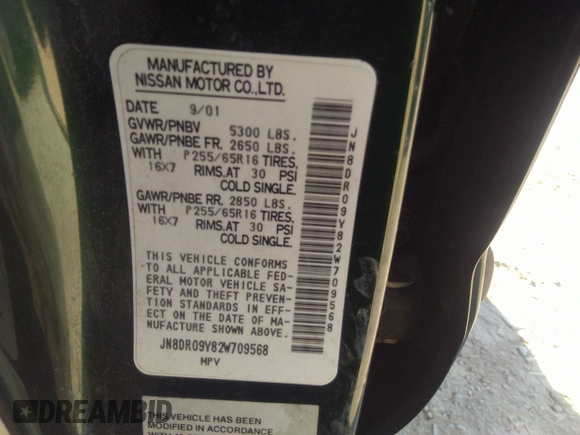 MANUFACTURED BY
NISSAN MOTOR CO.,LTD.
DATE 9/01
GVWR/PNBV 5300 LBS.
GAWR/PNBE FR. 2650 LBS.
WITH P255/65R16 TIRES,
16X7 RIMS,AT 30 PSI
COLD SINGLE.
GAWR/PNBE RR. 2850 LBS.
WITH P255/65R16 TIRES,
16X7 RIMS,AT 30 PSI
COLD SINGLE.
THIS VEHICLE CONFORMS
TO ALL APPLICABLE FED-
ERAL MOTOR VEHICLE SA-
FETY AND THEFT PREVEN-
TION STANDARDS IN EFF-
ECT ON THE DATE OF MA-
NUFACTURE SHOWN ABOVE.
JN8DR09Y82W709568
MPV
JN8DR09Y82W709568
THIS VEHICLE HAS BEEN
MODIFIED IN ACCORDANCE
DREAMBID